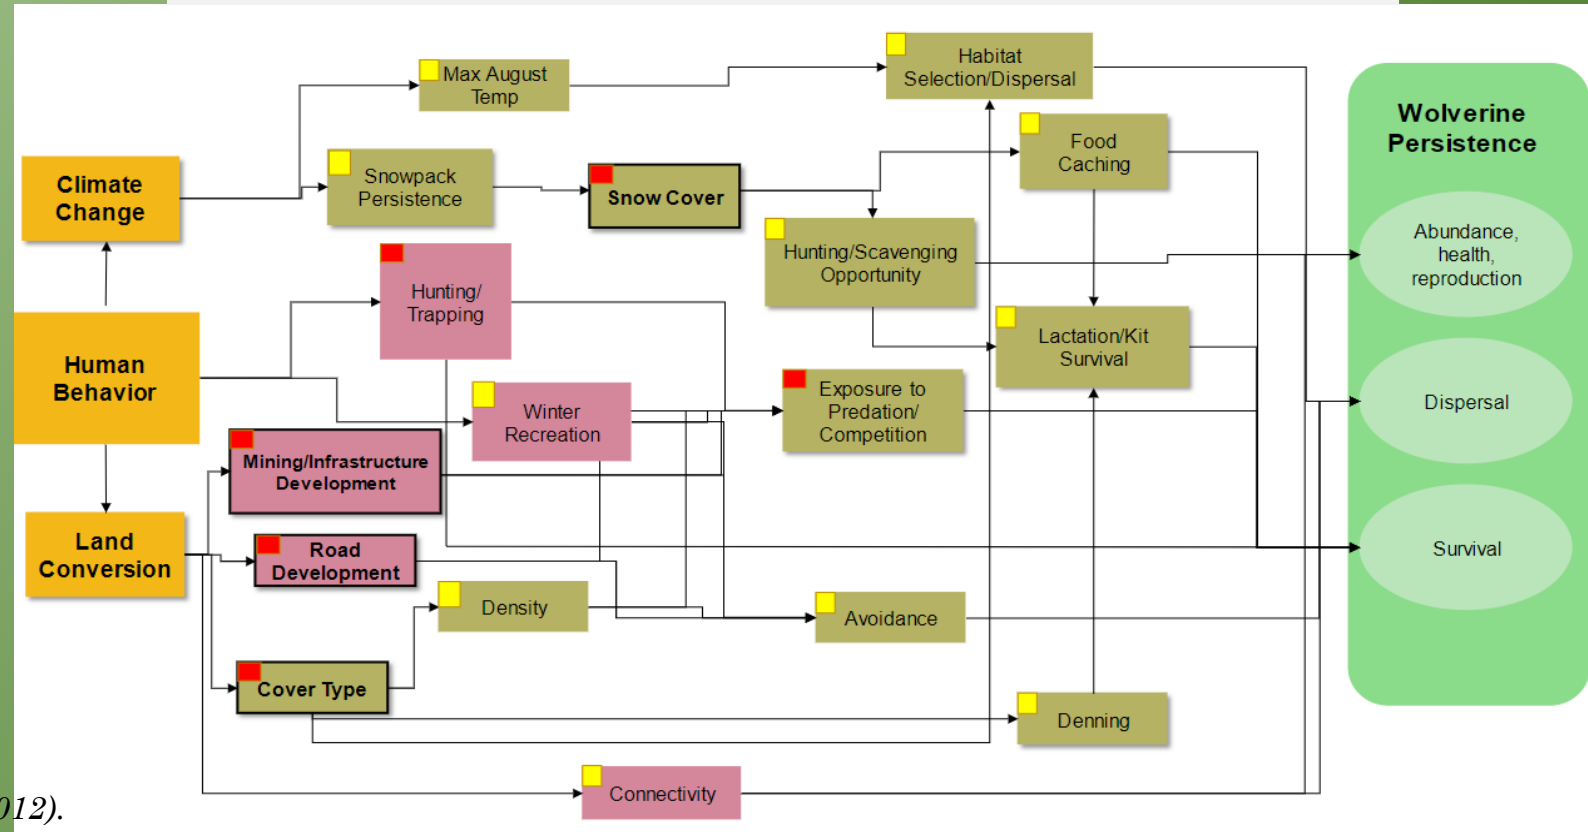 Max August
Temp
Habitat
Selection/Dispersal
Wolverine
Persistence
Climate
Change
Snowpack
Persistence
Snow Cover
Food
Caching
Abundance,
health,
reproduction
Hunting/
Trapping
Hunting/Scavenging
Opportunity
Human
Behavior
Lactation/Kit
Survival
Winter
Recreation
Exposure to
Predation/
Competition
Dispersal
Mining/Infrastructure
Development
Land
Conversion
Road
Development
Survival
Density
Avoidance
Cover Type
Denning
Connectivity
012).